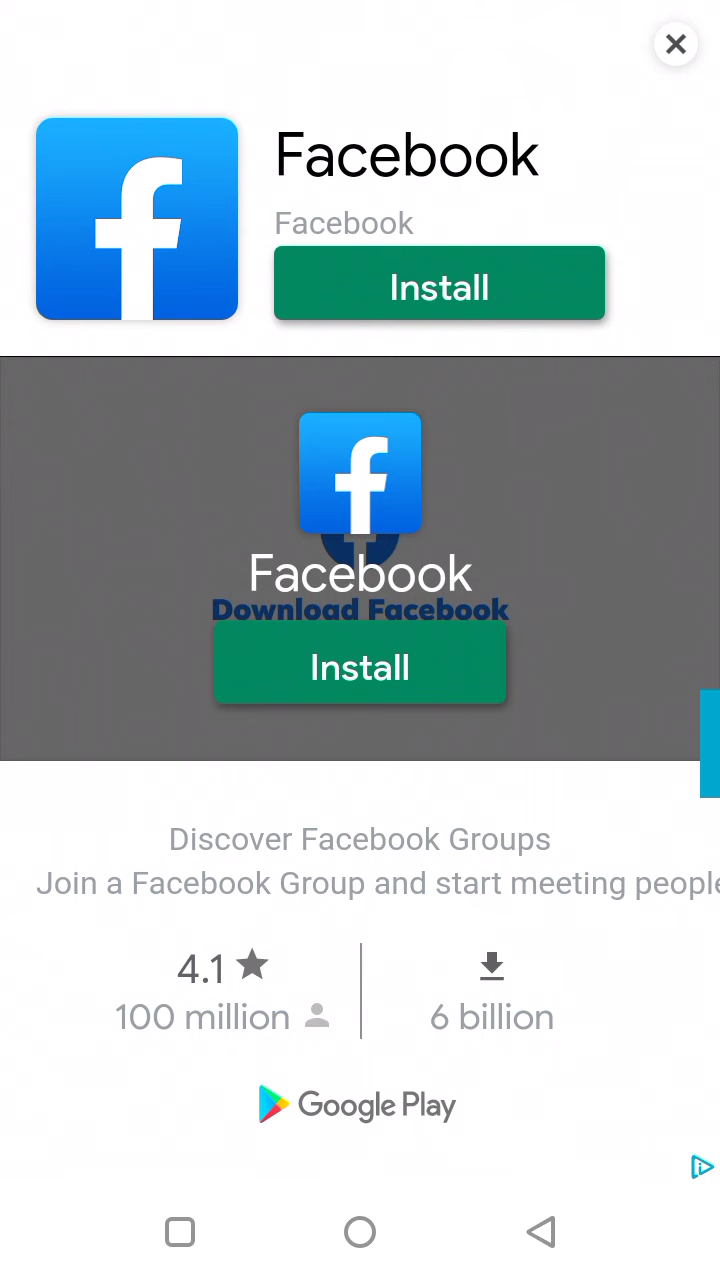 Facebook
Facebook
Install
Facebook
Download Facebook
Install
Discover Facebook Groups
Join a Facebook Group and start meeting people
4.1
100 million
6 billion
Google Play